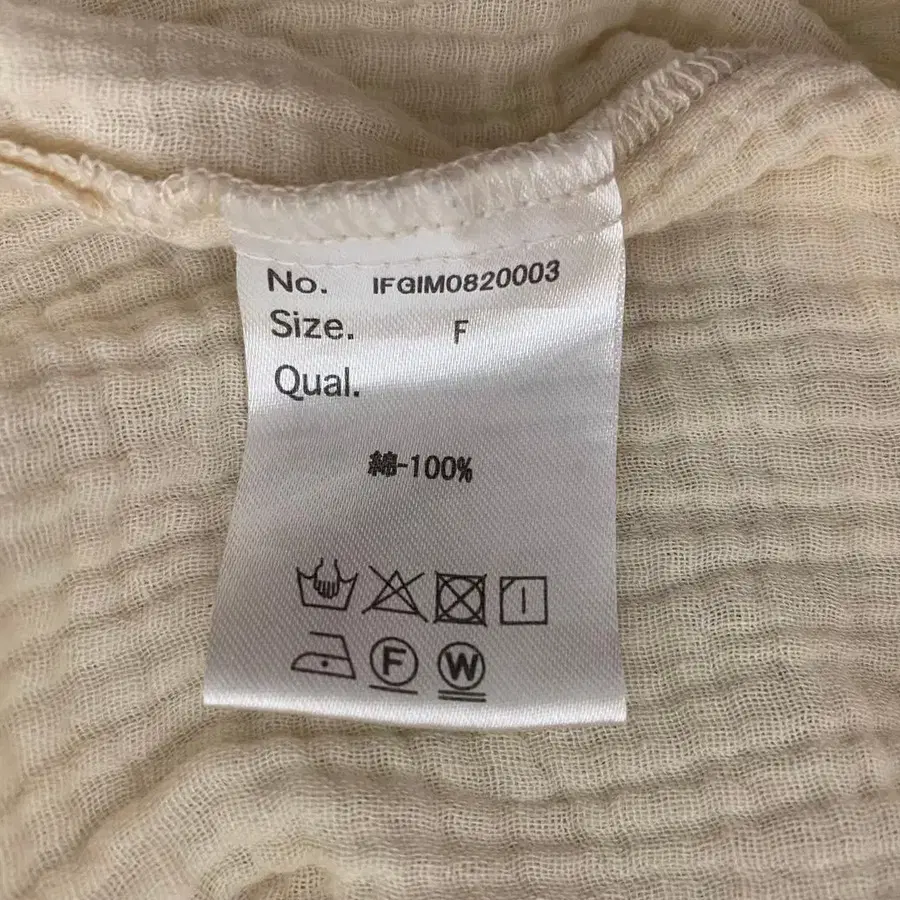 No. IFGIM0820003
Size. F
Qual.
綿-100%
F W